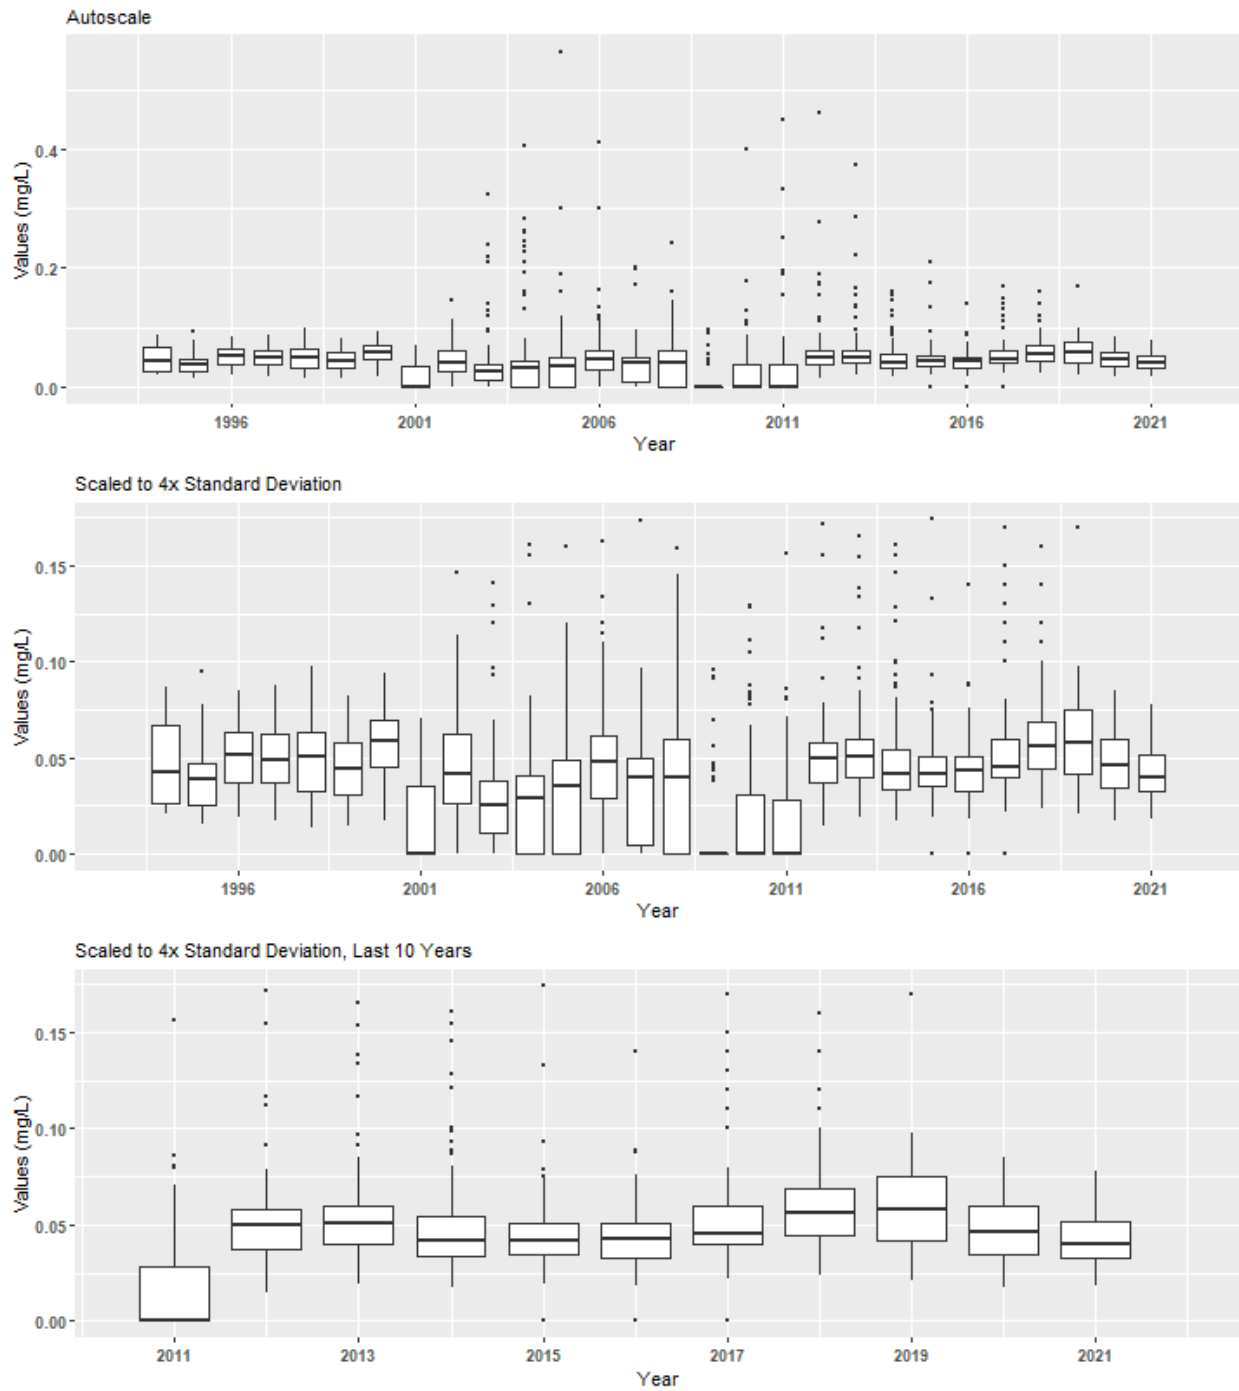 Autoscale
Values (mg/L)
0.4
0.2
0.0
1996 2001 2006 2011 2016 2021
Year
Scaled to 4x Standard Deviation
Values (mg/L)
0.15
0.10
0.05
0.00
1996 2001 2006 2011 2016 2021
Year
Scaled to 4x Standard Deviation, Last 10 Years
Values (mg/L)
0.15
0.10
0.05
0.00
2011 2013 2015 2017 2019 2021
Year